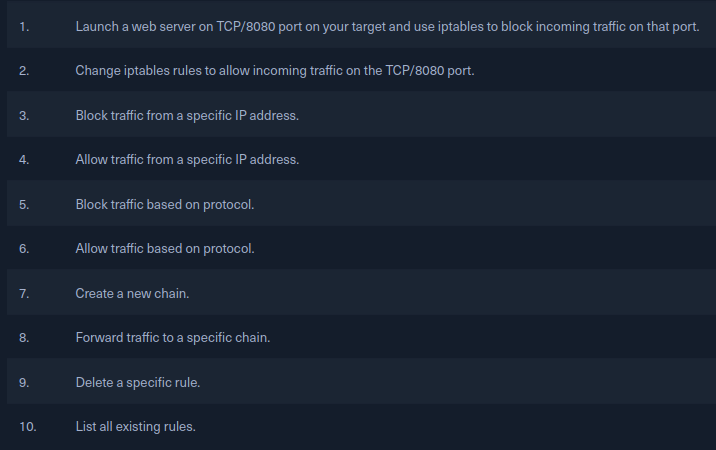 1. Launch a web server on TCP/8080 port on your target and use iptables to block incoming traffic on that port.
2. Change iptables rules to allow incoming traffic on the TCP/8080 port.
3. Block traffic from a specific IP address.
4. Allow traffic from a specific IP address.
5. Block traffic based on protocol.
6. Allow traffic based on protocol.
7. Create a new chain.
8. Forward traffic to a specific chain.
9. Delete a specific rule.
10. List all existing rules.